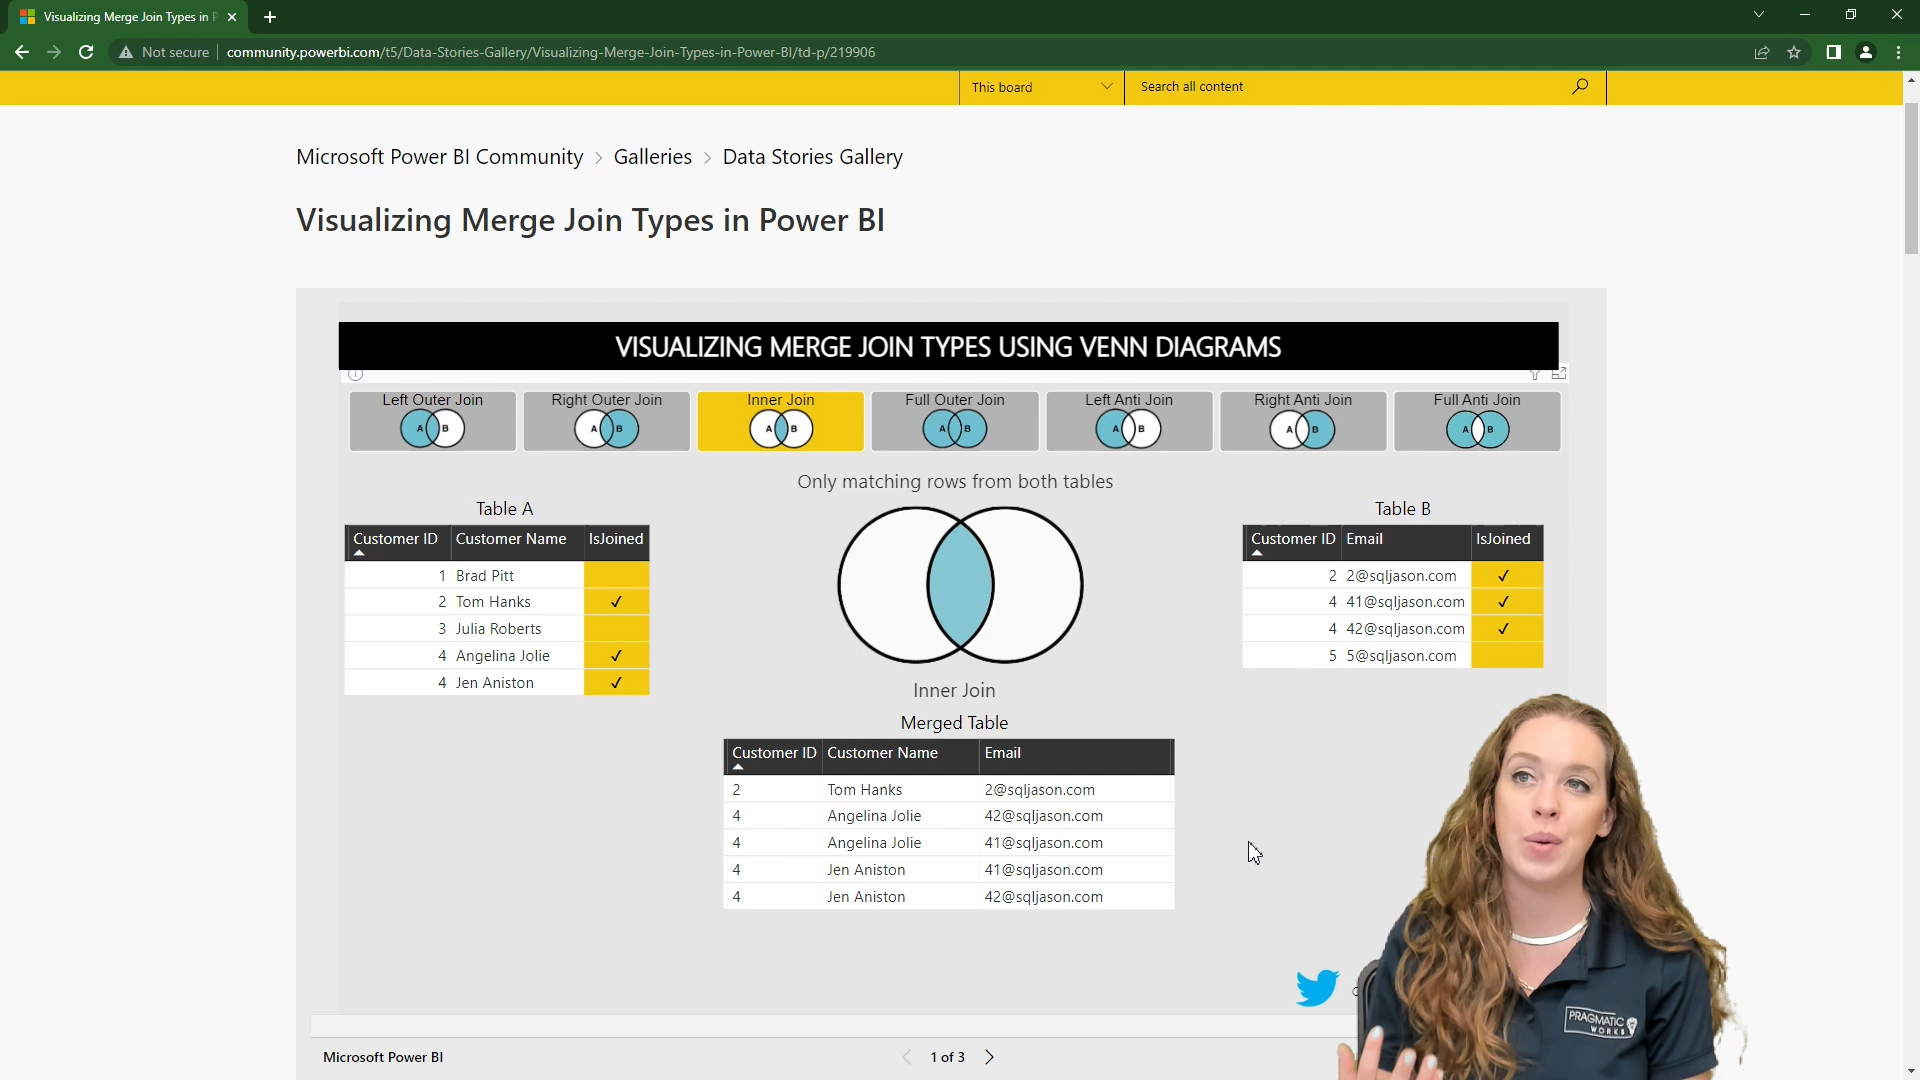 Visualizing Merge Join Types in P
Not secure
community.powerbi.com/t5/Data-Stories-Gallery/Visualizing-Merge-Join-Types-in-Power-BI/td-p/219906
This board
Search all content
Microsoft Power BI Community > Galleries > Data Stories Gallery
Visualizing Merge Join Types in Power BI
VISUALIZING MERGE JOIN TYPES USING VENN DIAGRAMS
Left Outer Join
A B
Right Outer Join
A B
Inner Join
A B
Full Outer Join
A B
Left Anti Join
A B
Right Anti Join
A B
Full Anti Join
A B
Only matching rows from both tables
Table A
Customer ID Customer Name IsJoined
1 Brad Pitt
2 Tom Hanks ✓
3 Julia Roberts
4 Angelina Jolie ✓
4 Jen Aniston ✓
Table B
Customer ID Email IsJoined
2 2@sqljason.com ✓
4 41@sqljason.com ✓
4 42@sqljason.com ✓
5 5@sqljason.com
Inner Join
Merged Table
Customer ID Customer Name Email
2 Tom Hanks 2@sqljason.com
4 Angelina Jolie 42@sqljason.com
4 Angelina Jolie 41@sqljason.com
4 Jen Aniston 41@sqljason.com
4 Jen Aniston 42@sqljason.com
Microsoft Power BI
1 of 3
PRAGMATIC
WORKS